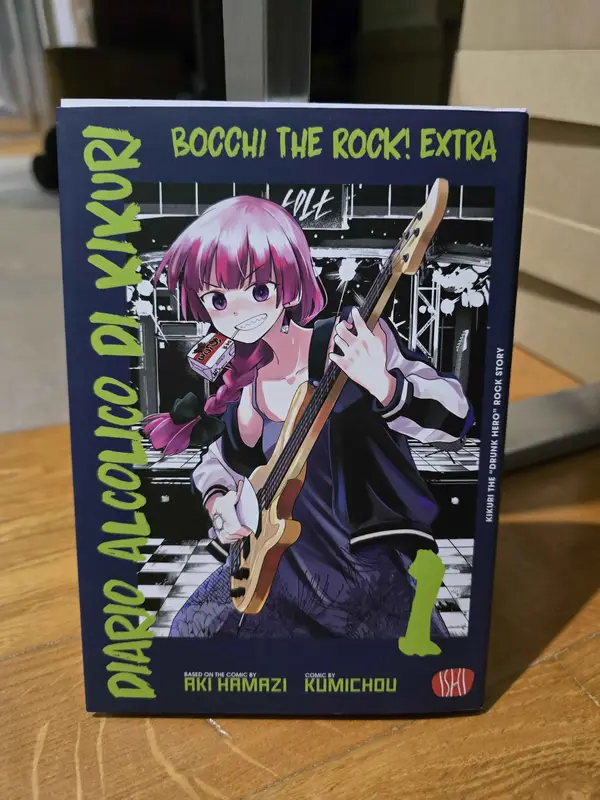 BOCCHI THE ROCK! EXTRA
DIARIO ALCOLICO DI KIKURI
KIKURI THE "DRUNK HERO" ROCK STORY
1
BASED ON THE COMIC BY
AKI HAMAZI
COMIC BY
KUMICHOU
ISHI